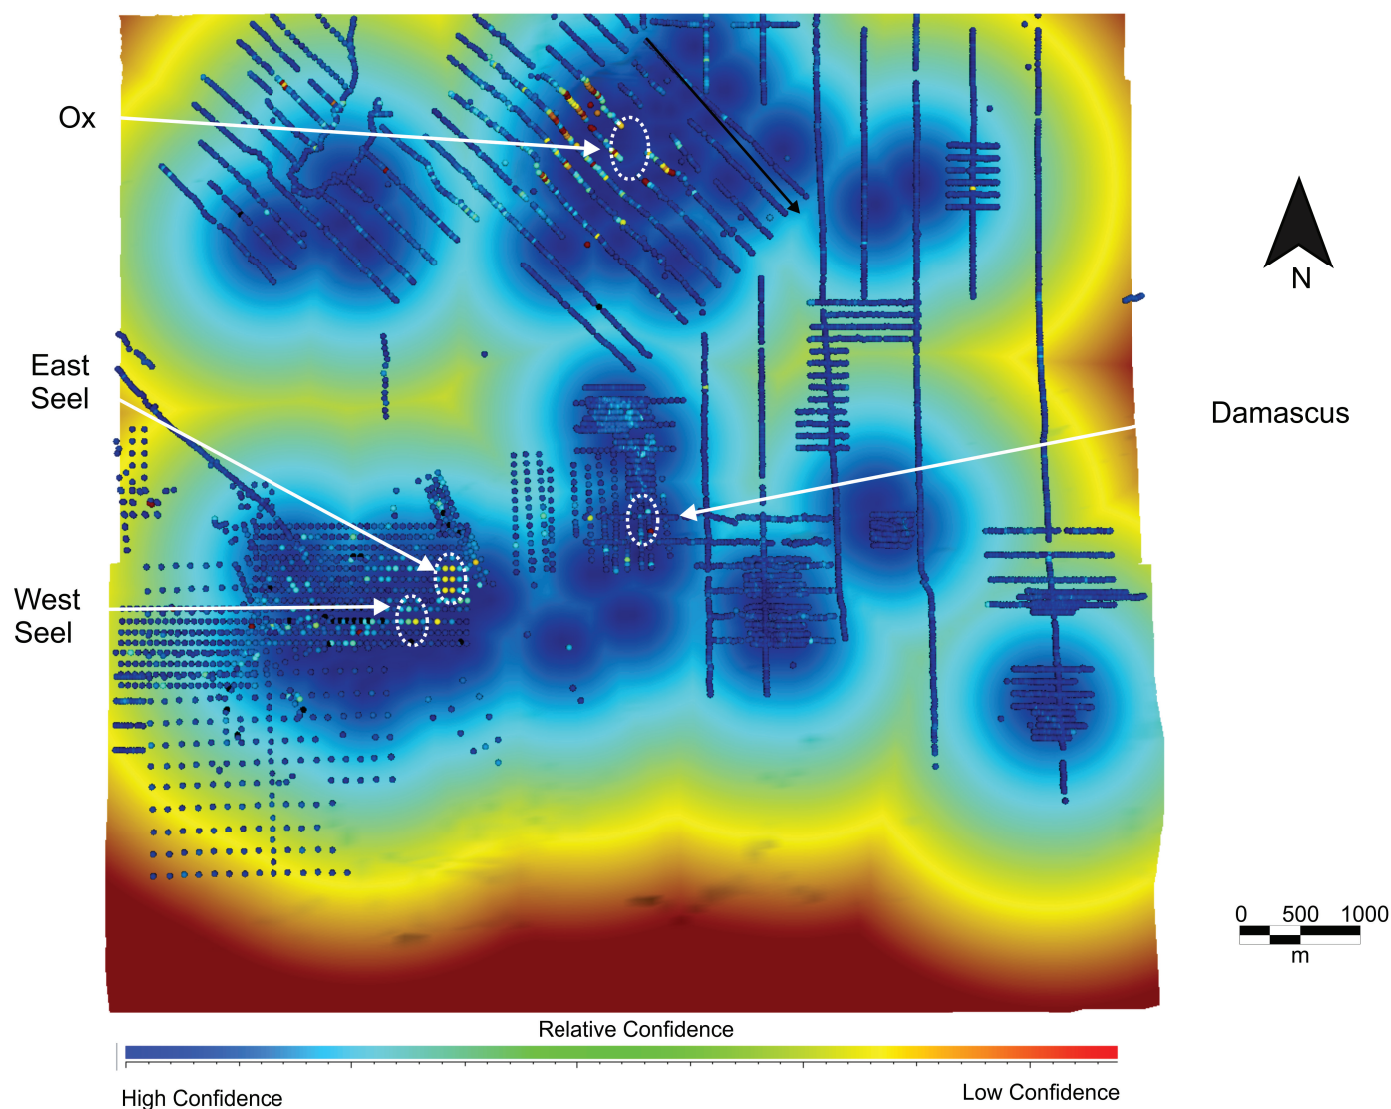 Ox
N
East
Seel
Damascus
West
Seel
0 500 1000
m
Relative Confidence
High Confidence
Low Confidence